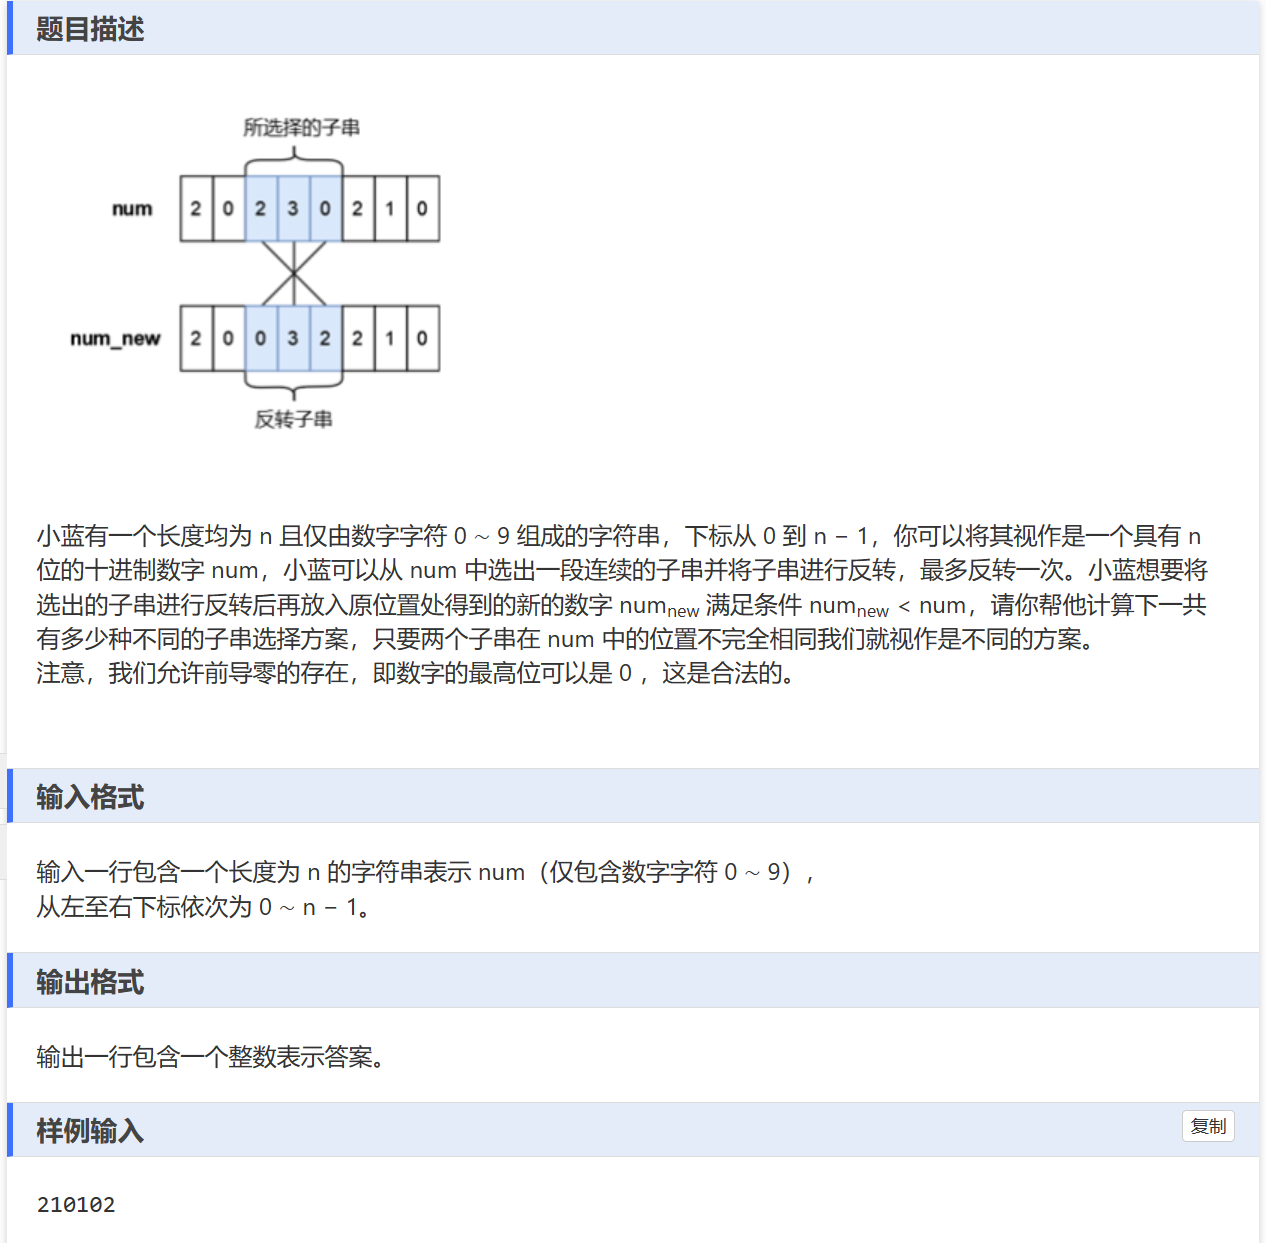 题目描述
所选择的子串
num 2 0 2 3 0 2 1 0
num_new 2 0 0 3 2 2 1 0
反转子串
小蓝有一个长度均为 n 且仅由数字字符 0 ~ 9 组成的字符串，下标从 0 到 n − 1，你可以将其视作是一个具有 n
位的十进制数字 num，小蓝可以从 num 中选出一段连续的子串并将子串进行反转，最多反转一次。小蓝想要将
选出的子串进行反转后再放入原位置处得到的新的数字 numnew 满足条件 numnew < num，请你帮他计算下一共
有多少种不同的子串选择方案，只要两个子串在 num 中的位置不完全相同我们就视作是不同的方案。
注意，我们允许前导零的存在，即数字的最高位可以是 0 ，这是合法的。
输入格式
输入一行包含一个长度为 n 的字符串表示 num（仅包含数字字符 0 ~ 9），
从左至右下标依次为 0 ~ n − 1。
输出格式
输出一行包含一个整数表示答案。
样例输入
复制
210102